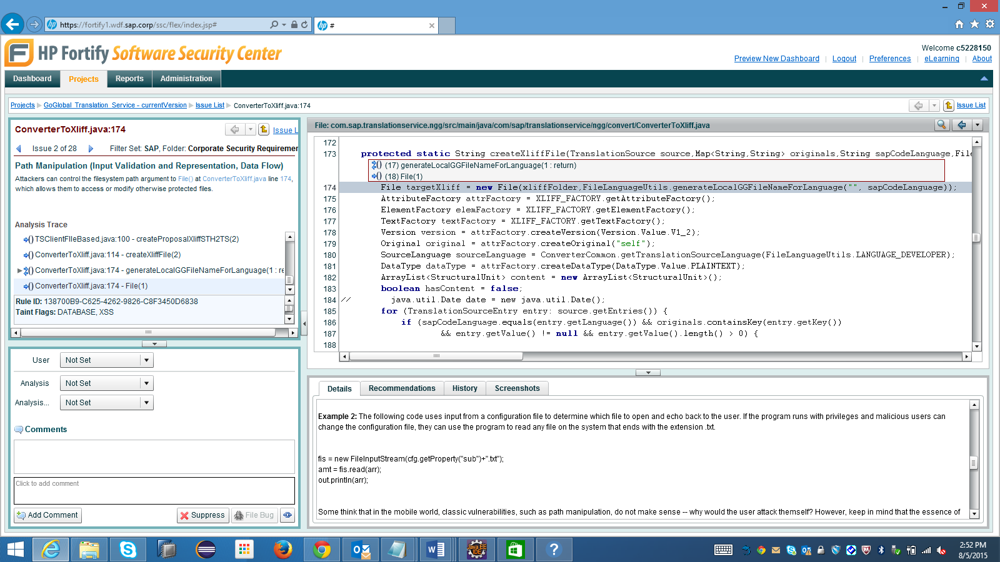 https://fortify1.wdf.sap.corp/ssc/flex/index.jsp#
#
HP Fortify Software Security Center
Welcome c5228150
Preview New Dashboard | Logout | Preferences | eLearning | About
Dashboard Projects Reports Administration
Projects GoGlobal Translation Service - currentVersion Issue List ConverterToXliff.java:174
Issue List
ConverterToXliff.java:174
Issue L
Issue 2 of 28 Filter Set: SAP, Folder: Corporate Security Requiremer
Path Manipulation (Input Validation and Representation, Data Flow)
Attackers can control the filesystem path argument to File() at ConverterToXliff.java line 174,
which allows them to access or modify otherwise protected files.
Analysis Trace
TSClientFileBased.java:100 - createProposalXliffSTH2TS(2)
ConverterToXliff.java:114 - createXliffFile(2)
ConverterToXliff.java:174 - generateLocalGGFileNameForLanguage(1 : re
ConverterToXliff.java:174 - File(1)
Rule ID: 138700B9-C625-4262-9826-C8F3450D6838
Taint Flags: DATABASE, XSS
User Not Set
Analysis Not Set
Analysis... Not Set
Comments
Click to add comment
Add Comment Suppress File Bug
File: com.sap.translationservice.ngg/src/main/java/com/sap/translationservice/ngg/convert/ConverterToXliff.java
172
173 protected static String createXliffFile(TranslationSource source,Map<String,String> originals,String sapCodeLanguage,File
(17) generateLocalGGFileNameForLanguage(1 : return)
(18) File(1)
174 File targetXliff = new File(xliffFolder,FileLanguageUtils.generateLocalGGFileNameForLanguage("", sapCodeLanguage));
175 AttributeFactory attrFactory = XLIFF_FACTORY.getAttributeFactory();
176 ElementFactory elemFactory = XLIFF_FACTORY.getElementFactory();
177 TextFactory textFactory = XLIFF_FACTORY.getTextFactory();
178 Version version = attrFactory.createVersion(Version.Value.V1_2);
179 Original original = attrFactory.createOriginal("self");
180 SourceLanguage sourceLanguage = ConverterCommon.getTranslationSourceLanguage(FileLanguageUtils.LANGUAGE_DEVELOPER);
181 DataType dataType = attrFactory.createDataType(DataType.Value.PLAINTEXT);
182 ArrayList<StructuralUnit> content = new ArrayList<StructuralUnit>();
183 boolean hasContent = false;
184 // java.util.Date date = new java.util.Date();
185 for (TranslationSourceEntry entry: source.getEntries()) {
186 if (sapCodeLanguage.equals(entry.getLanguage()) && originals.containsKey(entry.getKey())
187 && entry.getValue() != null && entry.getValue().length() > 0) {
188
Details Recommendations History Screenshots
Example 2: The following code uses input from a configuration file to determine which file to open and echo back to the user. If the program runs with privileges and malicious users can
change the configuration file, they can use the program to read any file on the system that ends with the extension .txt.
fis = new FileInputStream(cfg.getProperty("sub")+".txt");
amt = fis.read(arr);
out.println(arr);
Some think that in the mobile world, classic vulnerabilities, such as path manipulation, do not make sense -- why would the user attack themself? However, keep in mind that the essence of
Java EE
IDE
2:52 PM
8/5/2015